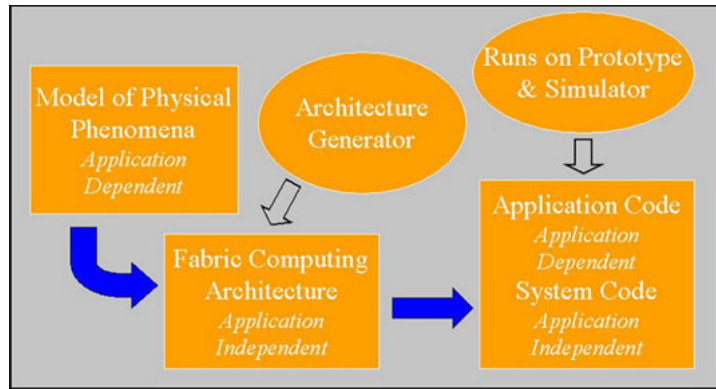 Model of Physical
Phenomena
Application
Dependent
Architecture
Generator
Runs on Prototype
& Simulator
Fabric Computing
Architecture
Application
Independent
Application Code
Application
Dependent
System Code
Application
Independent